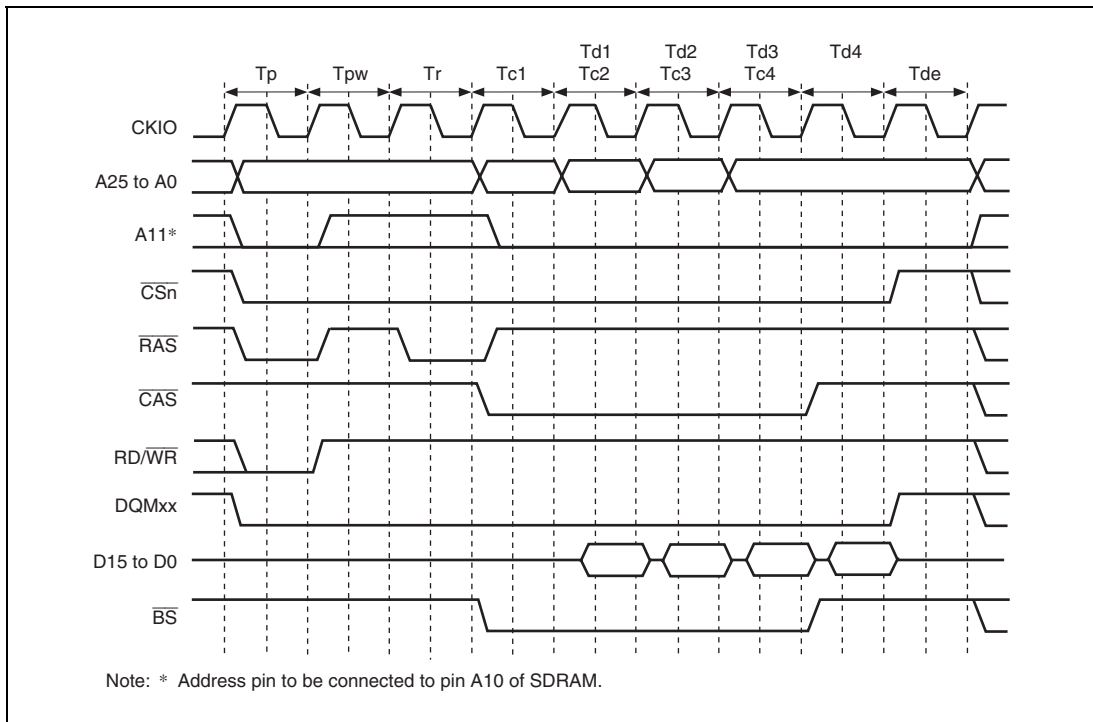 Td1 Td2 Td3 Td4
Tp Tpw Tr Tc1 Tc2 Tc3 Tc4 Tde
CKIO
A25 to A0
A11*
CSn
RAS
CAS
RD/WR
DQMxx
D15 to D0
BS
Note: * Address pin to be connected to pin A10 of SDRAM.